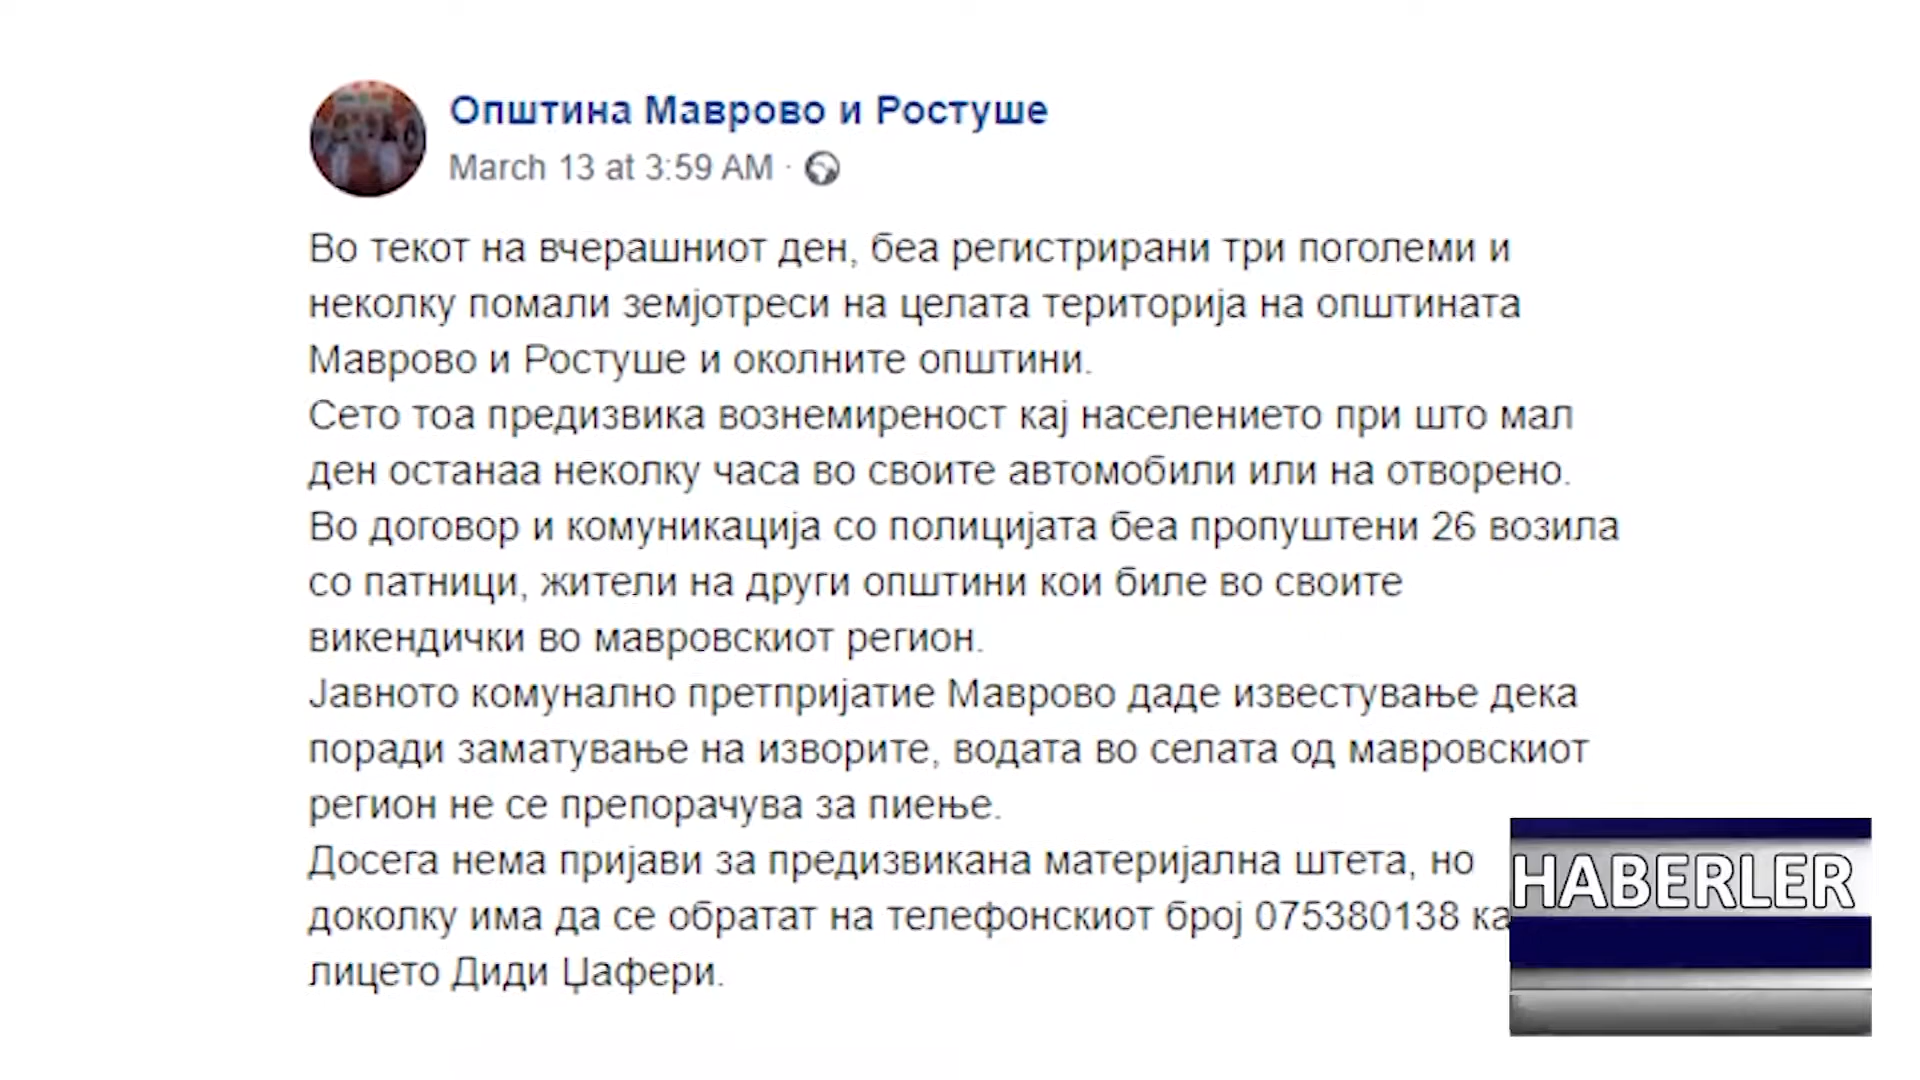 Општина Маврово и Ростуше
March 13 at 3:59 AM ·
Во текот на вчерашниот ден, беа регистрирани три поголеми и
неколку помали земјотреси на целата територија на општината
Маврово и Ростуше и околните општини.
Сето тоа предизвика вознемиреност кај населението при што мал
ден останаа неколку часа во своите автомобили или на отворено.
Во договор и комуникација со полицијата беа пропуштени 26 возила
со патници, жители на други општини кои биле во своите
викендички во мавровскиот регион.
Јавното комунално претпријатие Маврово даде известување дека
поради заматување на изворите, водата во селата од мавровскиот
регион не се препорачува за пиење.
Досега нема пријави за предизвикана материјална штета, но
доколку има да се обратат на телефонскиот број 075380138
лицето Диди Џафери.
HABERLER